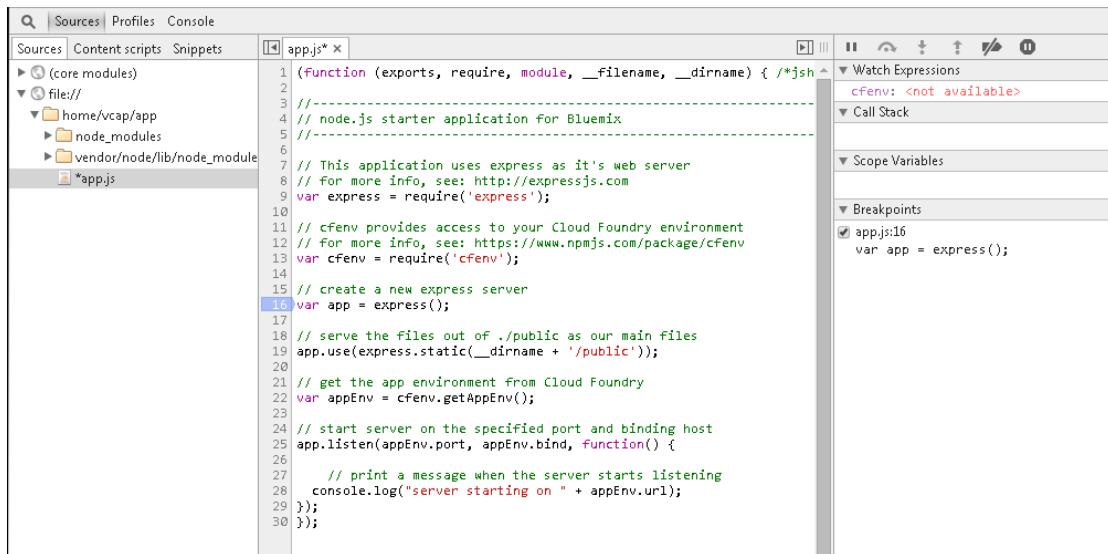 Sources Profiles Console
Sources Content scripts Snippets
(core modules)
file://
home/vcap/app
node_modules
vendor/node/lib/node_module
*app.js
app.js* ×
1 (function (exports, require, module, __filename, __dirname) { /*jsh
2
3 //----------------------------------------------------------------
4 // node.js starter application for Bluemix
5 //----------------------------------------------------------------
6
7 // This application uses express as it's web server
8 // for more info, see: http://expressjs.com
9 var express = require('express');
10
11 // cfenv provides access to your Cloud Foundry environment
12 // for more info, see: https://www.npmjs.com/package/cfenv
13 var cfenv = require('cfenv');
14
15 // create a new express server
16 var app = express();
17
18 // serve the files out of ./public as our main files
19 app.use(express.static(__dirname + '/public'));
20
21 // get the app environment from Cloud Foundry
22 var appEnv = cfenv.getAppEnv();
23
24 // start server on the specified port and binding host
25 app.listen(appEnv.port, appEnv.bind, function() {
26
27     // print a message when the server starts listening
28   console.log("server starting on " + appEnv.url);
29 });
30 });
Watch Expressions
cfenv: <not available>
Call Stack
Scope Variables
Breakpoints
app.js:16
var app = express();